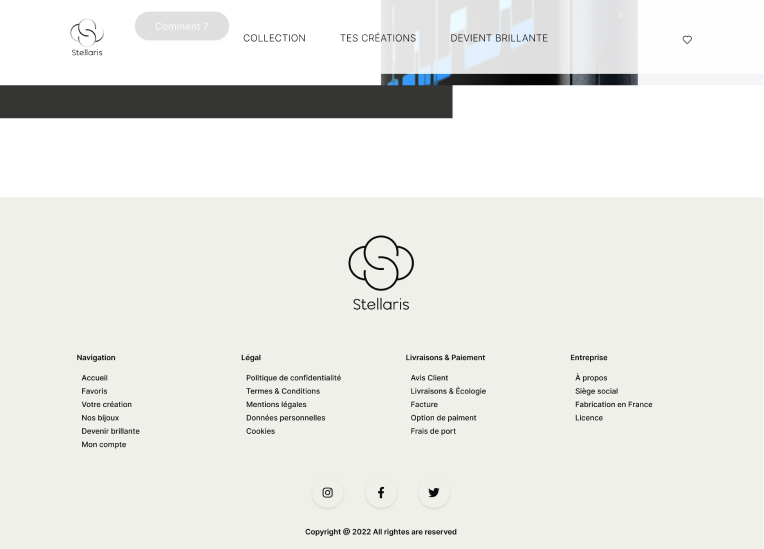 Comment ?
COLLECTION
TES CRÉATIONS
DEVIENT BRILLANTE
Stellaris
Stellaris
Navigation
Accueil
Favoris
Votre création
Nos bijoux
Devenir brillante
Mon compte
Légal
Politique de confidentialité
Termes & Conditions
Mentions légales
Données personnelles
Cookies
Livraisons & Paiement
Avis Client
Livraisons & Écologie
Facture
Option de paiment
Frais de port
Entreprise
À propos
Siège social
Fabrication en France
Licence
Copyright @ 2022 All rightes are reserved